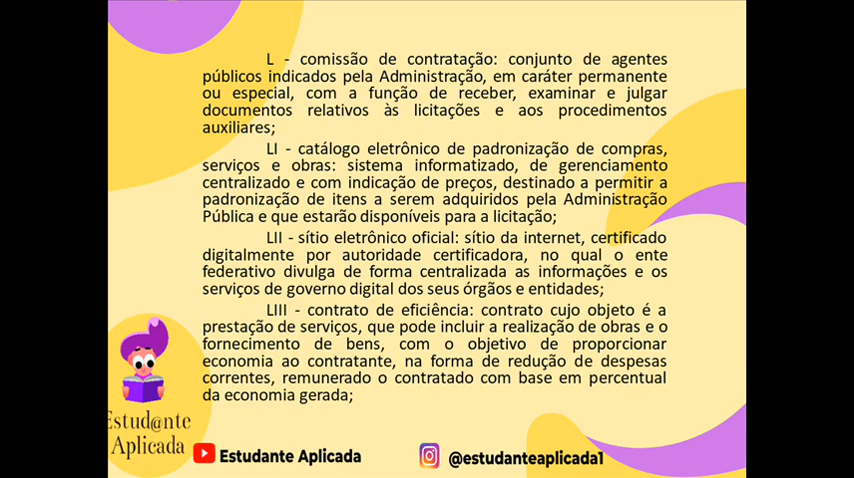 L - comissão de contratação: conjunto de agentes
públicos indicados pela Administração, em caráter permanente
ou especial, com a função de receber, examinar e julgar
documentos relativos às licitações e aos procedimentos
auxiliares;
LI - catálogo eletrônico de padronização de compras,
serviços e obras: sistema informatizado, de gerenciamento
centralizado e com indicação de preços, destinado a permitir a
padronização de itens a serem adquiridos pela Administração
Pública e que estarão disponíveis para a licitação;
LII - sítio eletrônico oficial: sítio da internet, certificado
digitalmente por autoridade certificadora, no qual o ente
federativo divulga de forma centralizada as informações e os
serviços de governo digital dos seus órgãos e entidades;
LIII - contrato de eficiência: contrato cujo objeto é a
prestação de serviços, que pode incluir a realização de obras e o
fornecimento de bens, com o objetivo de proporcionar
economia ao contratante, na forma de redução de despesas
correntes, remunerado o contratado com base em percentual
da economia gerada;
Estud@nte
Aplicada
Estudante Aplicada
@estudanteaplicada1